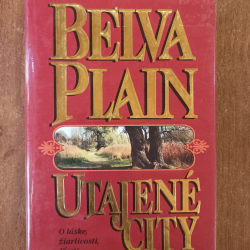 BELVA
PLAIN
UTAJENÉ
CITY
O láske,
žiarlivosti,